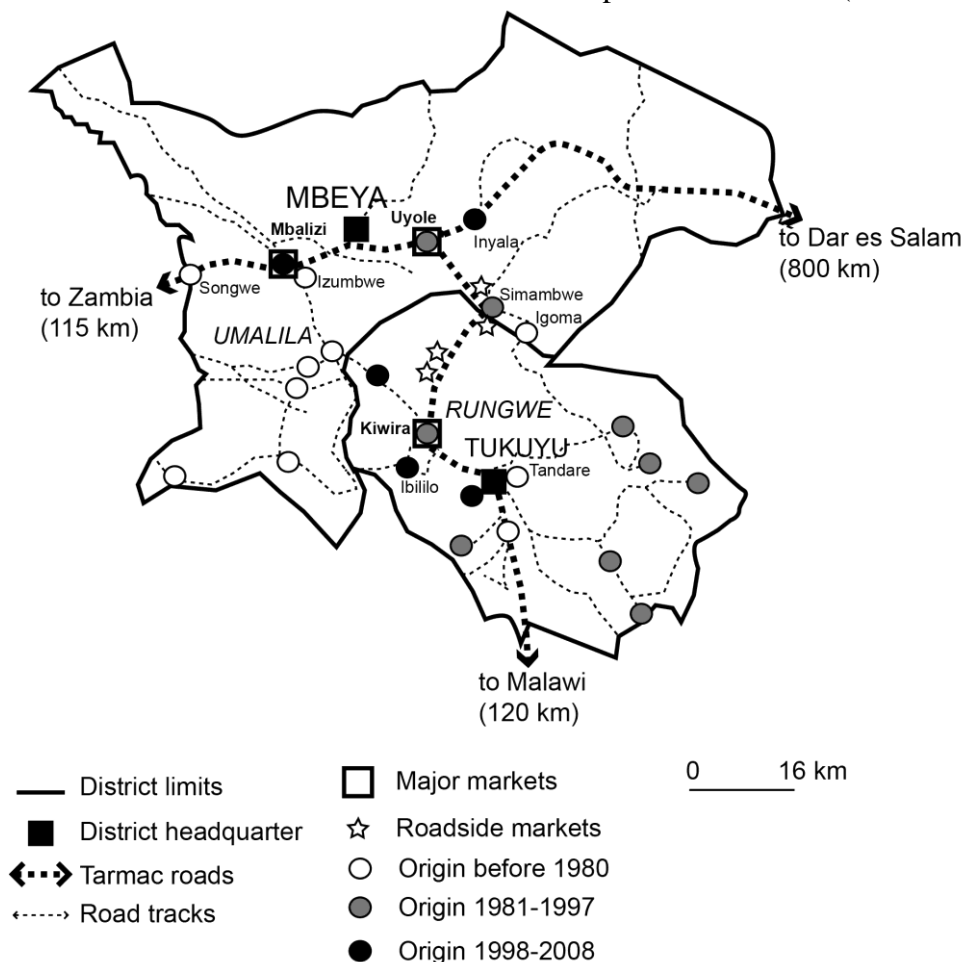 MBEYA
Mbalizi
Uyole
Inyala
to Dar es Salam
(800 km)
Songwe
Izumbwe
to Zambia
(115 km)
Simambwe
Igoma
UMALILA
RUNGWE
Kiwira
TUKUYU
Ibililo
Tandare
to Malawi
(120 km)
District limits
District headquarter
Tarmac roads
Road tracks
Major markets
Roadside markets
Origin before 1980
Origin 1981-1997
Origin 1998-2008
0 16 km